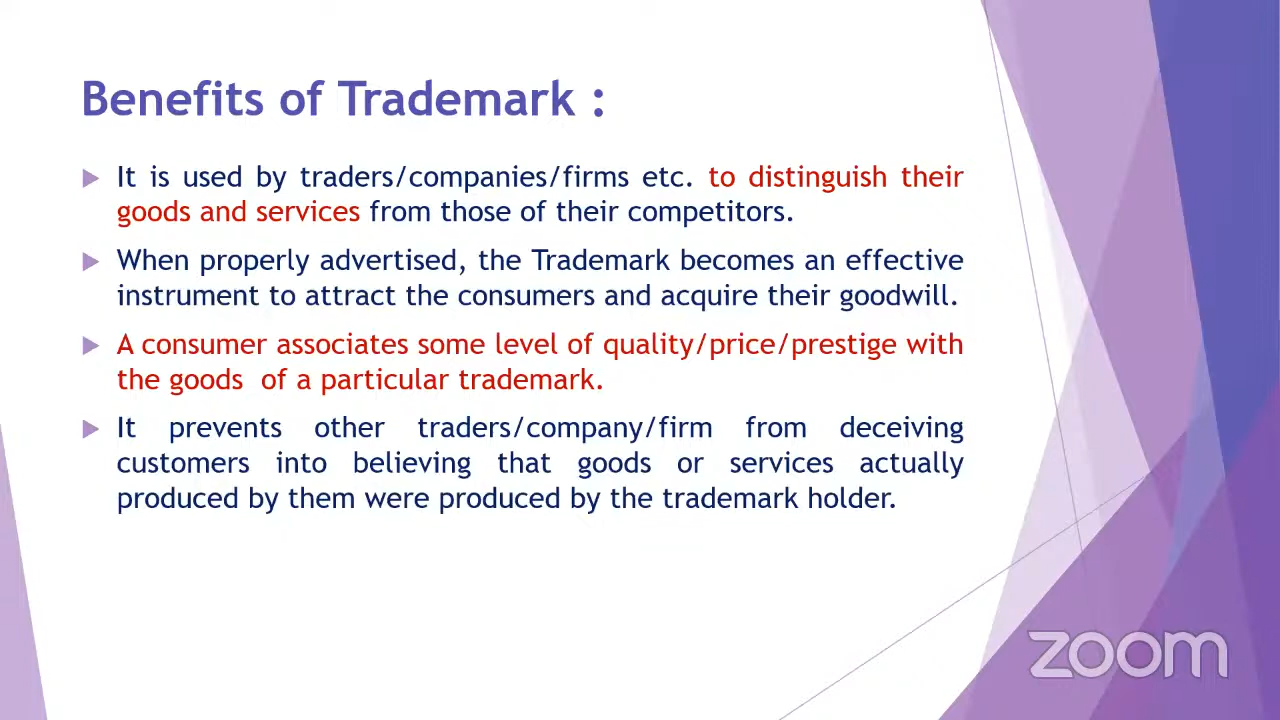 Benefits of Trademark :
It is used by traders/companies/firms etc. to distinguish their
goods and services from those of their competitors.
When properly advertised, the Trademark becomes an effective
instrument to attract the consumers and acquire their goodwill.
A consumer associates some level of quality/price/prestige with
the goods  of a particular trademark.
It prevents other traders/company/firm from deceiving
customers into believing that goods or services actually
produced by them were produced by the trademark holder.
zoom